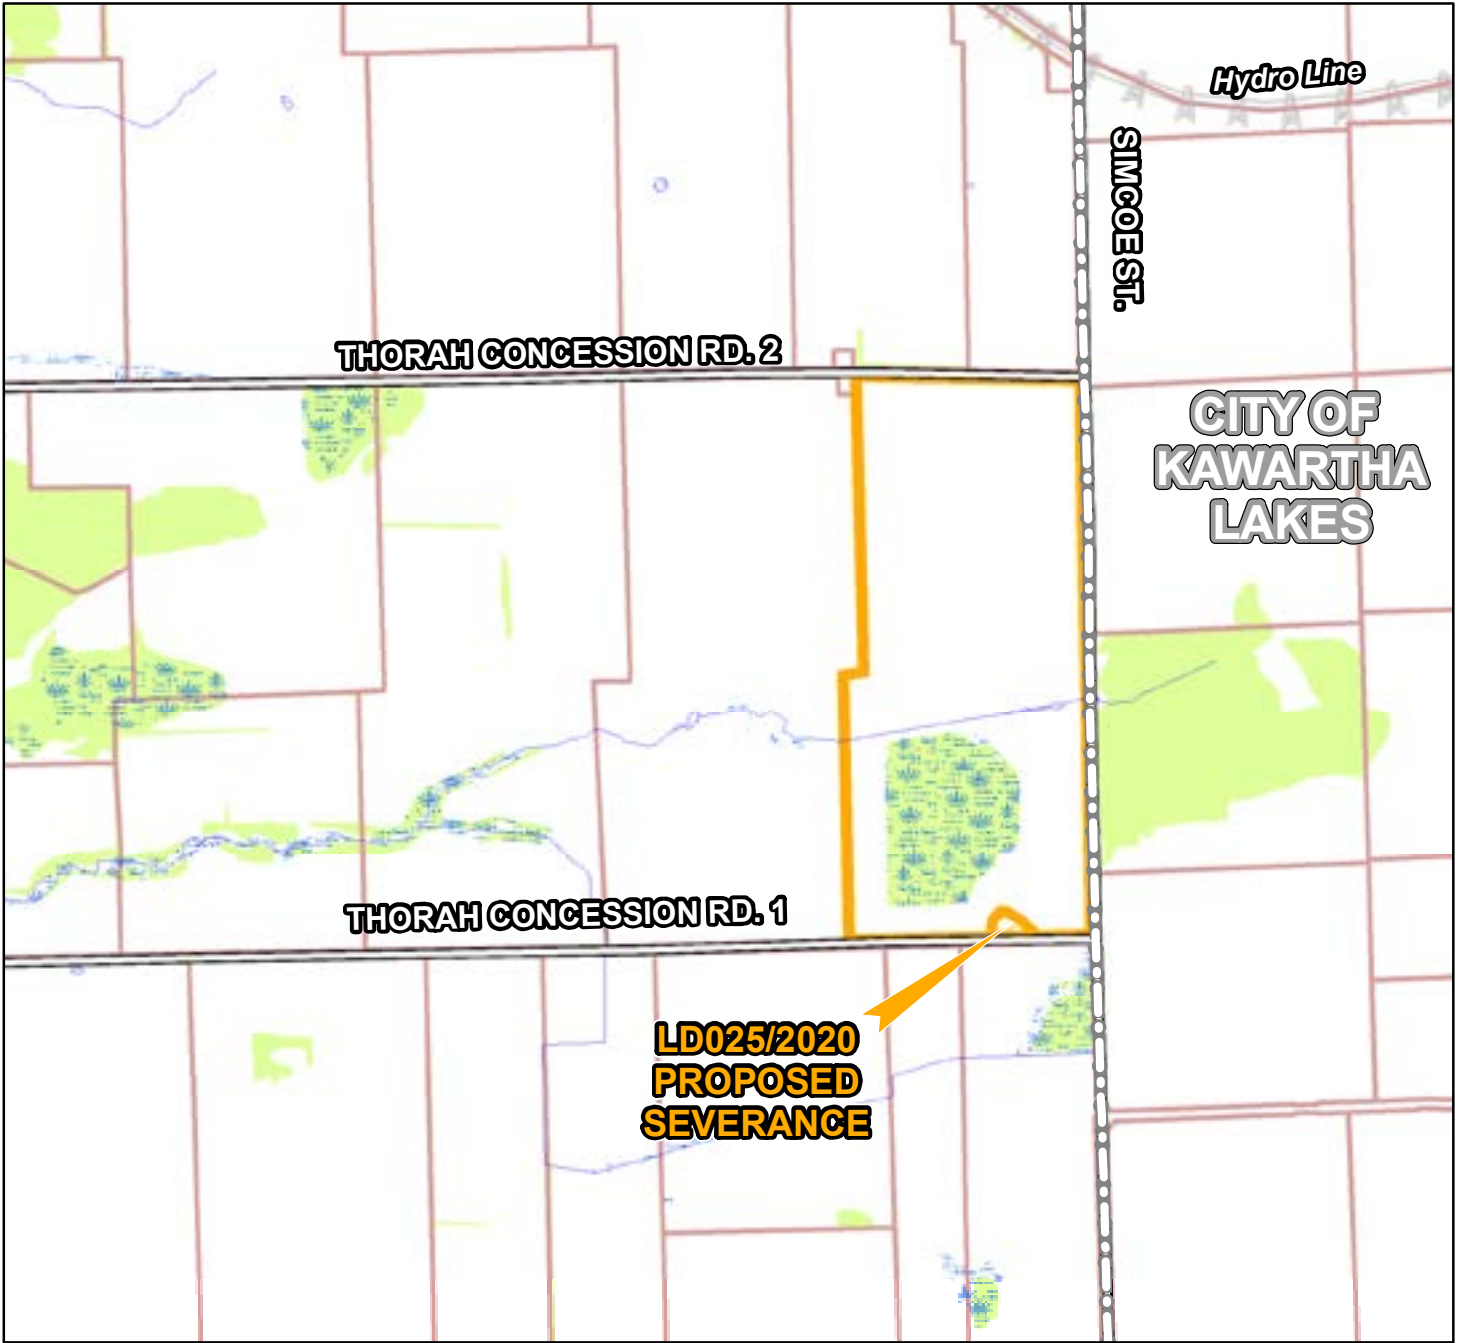 Hydro Line
SIMCOE ST.
THORAH CONCESSION RD. 2
CITY OF
KAWARTHA
LAKES
THORAH CONCESSION RD. 1
LD025/2020
PROPOSED
SEVERANCE